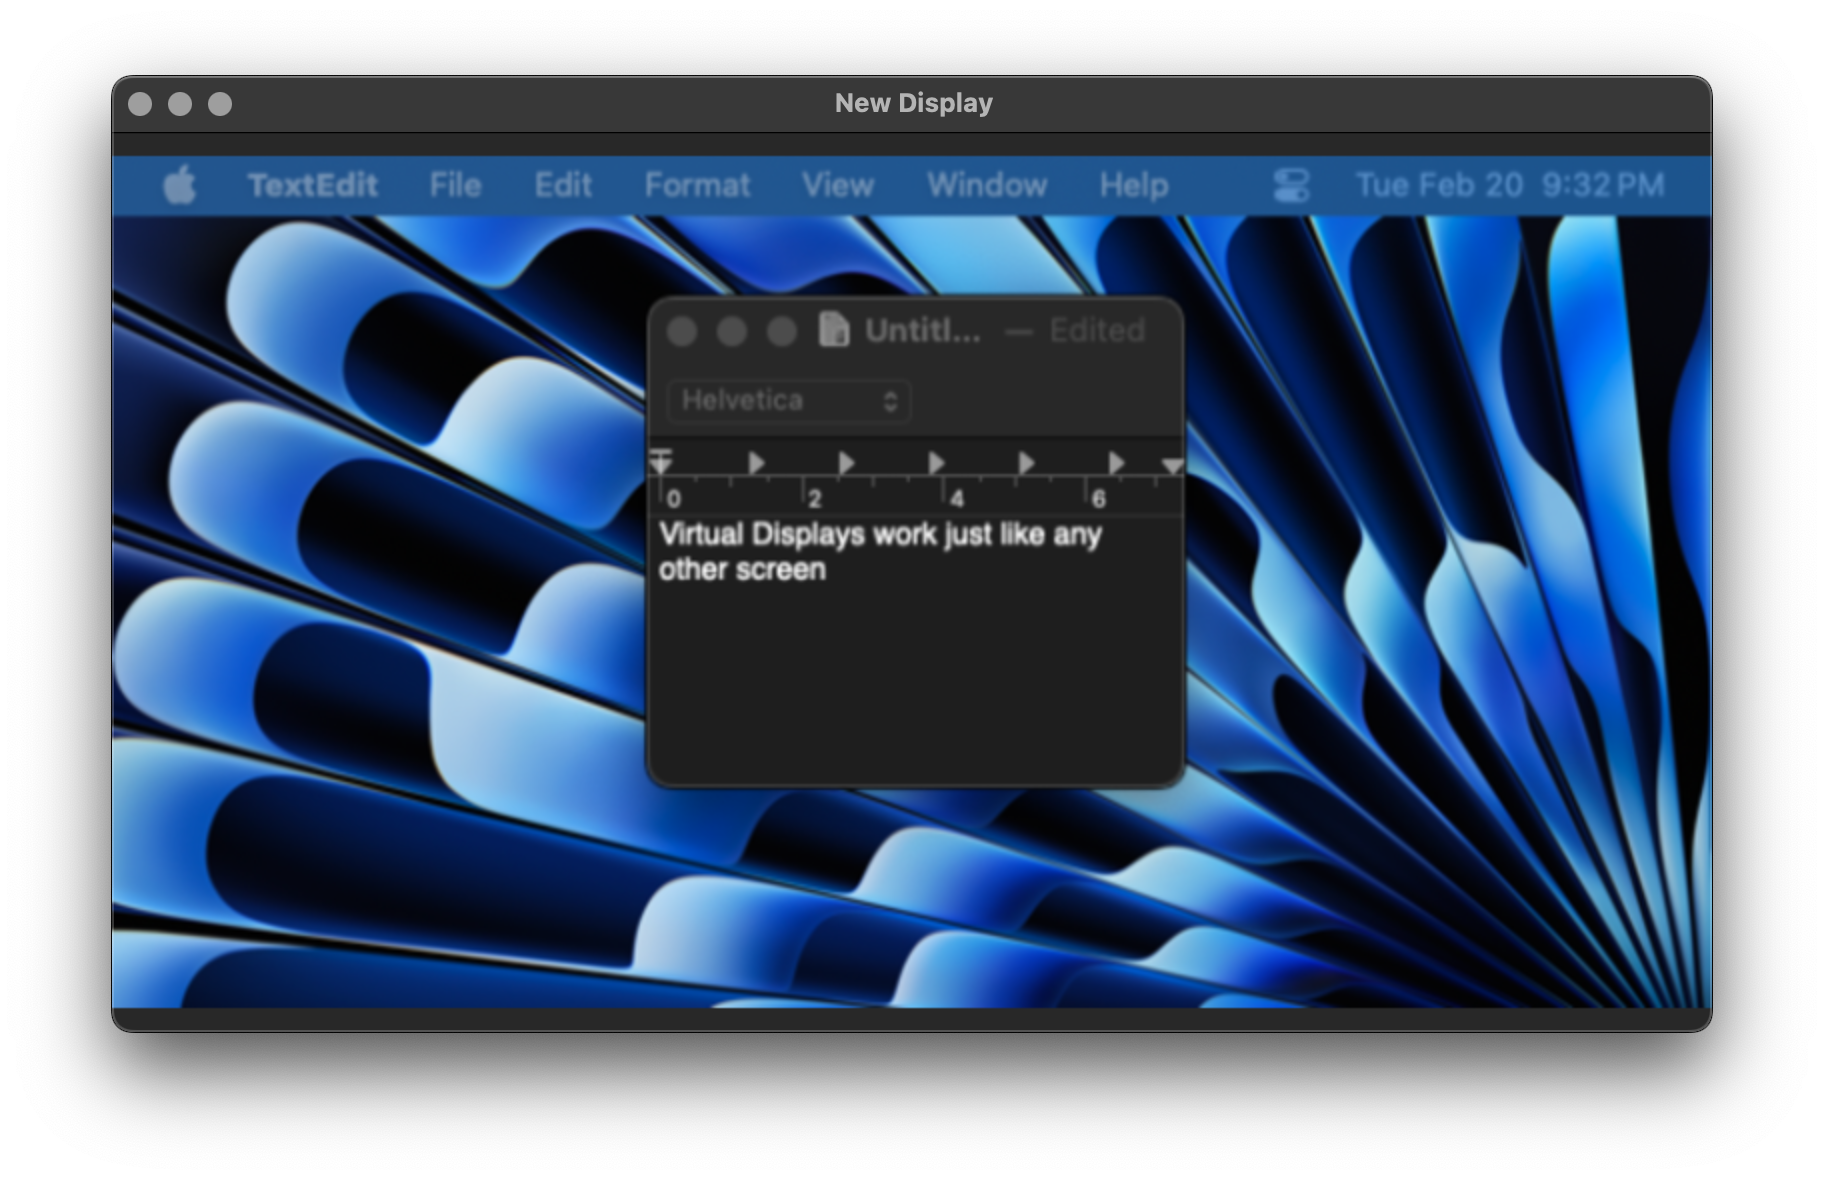 New Display
TextEdit File Edit Format View Window Help Tue Feb 20 9:32 PM
Untitl... — Edited
Helvetica
0 2 4 6
Virtual Displays work just like any
other screen